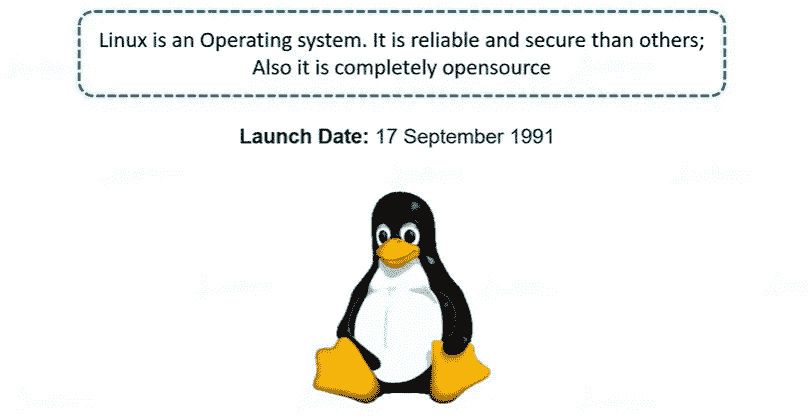 Linux is an Operating system. It is reliable and secure than others;
Also it is completely opensource
Launch Date: 17 September 1991